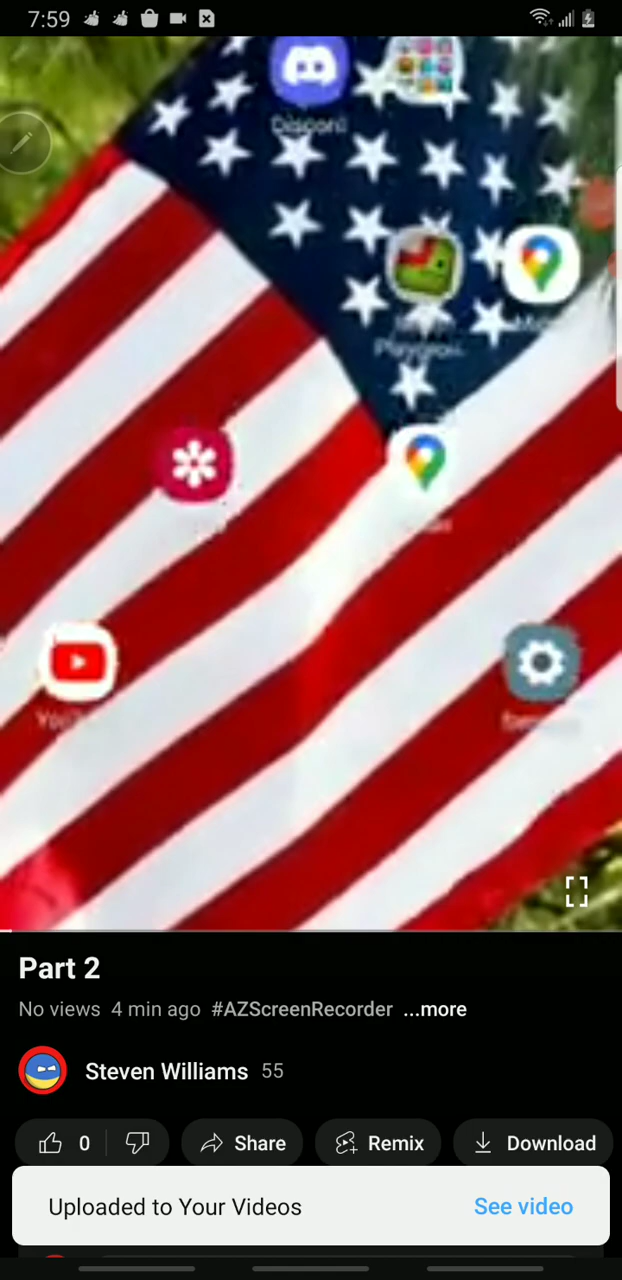 7:59
Discord
Part 2
No views 4 min ago #AZScreenRecorder ...more
Steven Williams 55
0
Share
Remix
Download
Uploaded to Your Videos
See video